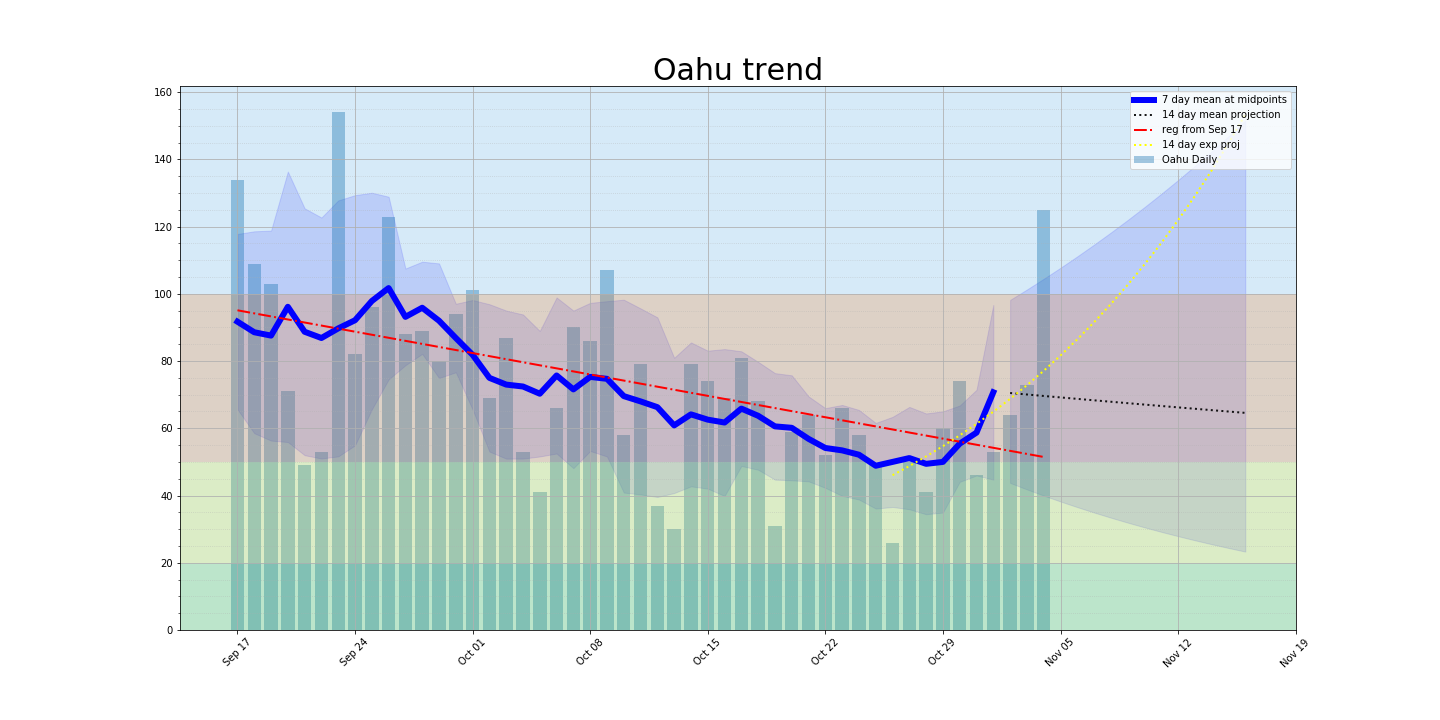 Oahu trend
160
140
120
100
80
60
40
20
0
7 day mean at midpoints
14 day mean projection
reg from Sep 17
14 day exp proj
Oahu Daily
Sep 17
Sep 24
Oct 01
Oct 08
Oct 15
Oct 22
Oct 29
Nov 05
Nov 12
Nov 19